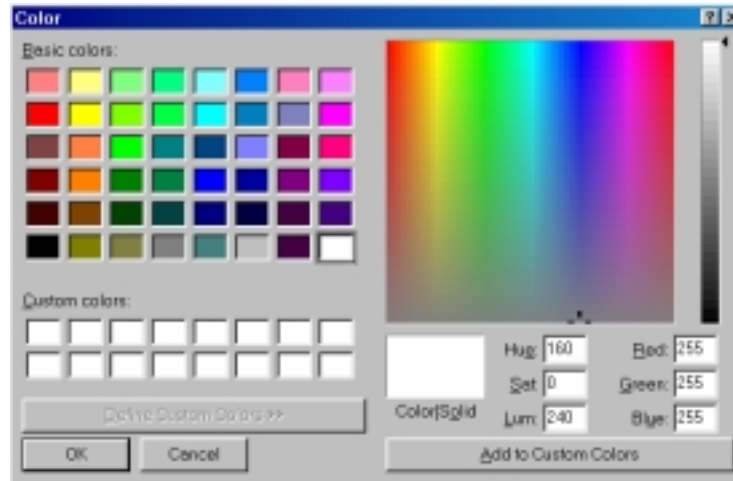 Color
Basic colors:
Custom colors:
Define Custom Colors >>
OK Cancel
Color|Solid
Hue: 160 Red: 255
Sat: 0 Green: 255
Lum: 240 Blue: 255
Add to Custom Colors